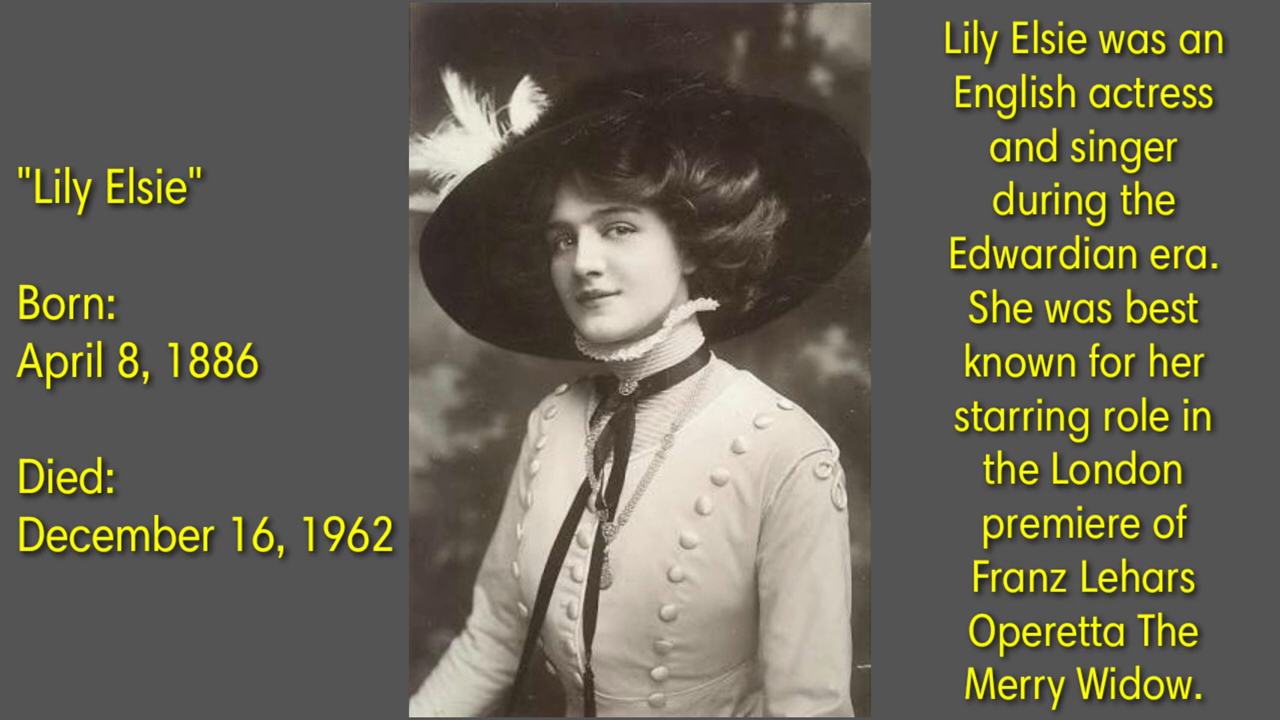 "Lily Elsie"
Born:
April 8, 1886
Died:
December 16, 1962
Lily Elsie was an
English actress
and singer
during the
Edwardian era.
She was best
known for her
starring role in
the London
premiere of
Franz Lehars
Operetta The
Merry Widow.